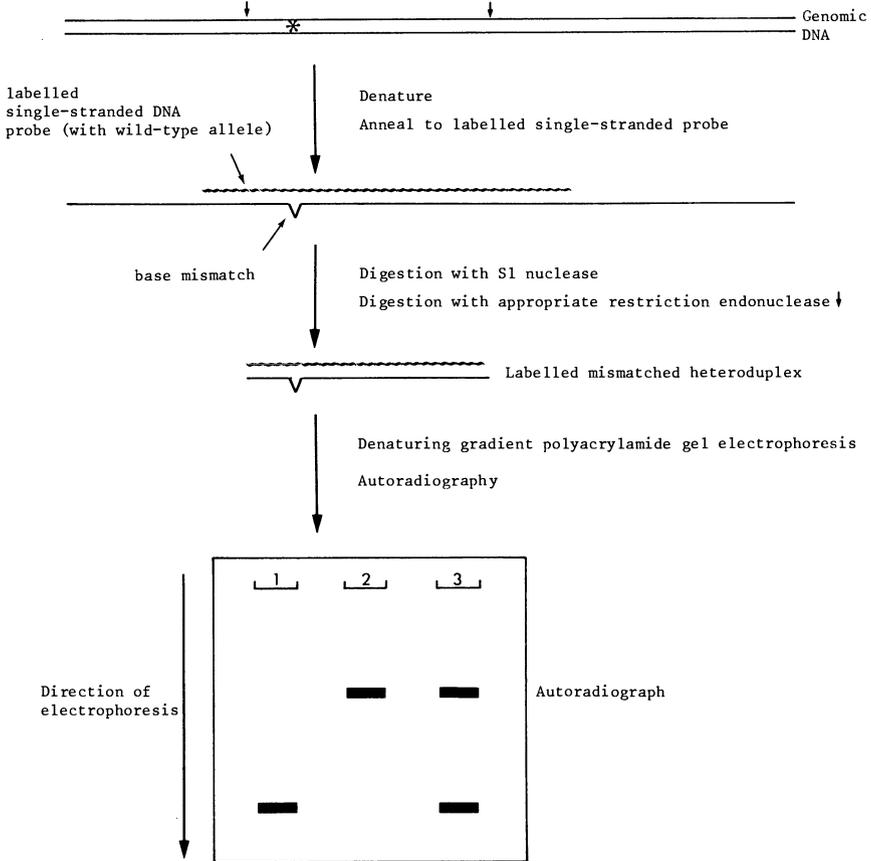 Genomic
DNA
labelled
single-stranded DNA
probe (with wild-type allele)
Denature
Anneal to labelled single-stranded probe
base mismatch
Digestion with S1 nuclease
Digestion with appropriate restriction endonuclease
Labelled mismatched heteroduplex
Denaturing gradient polyacrylamide gel electrophoresis
Autoradiography
1 2 3
Direction of
electrophoresis
Autoradiograph